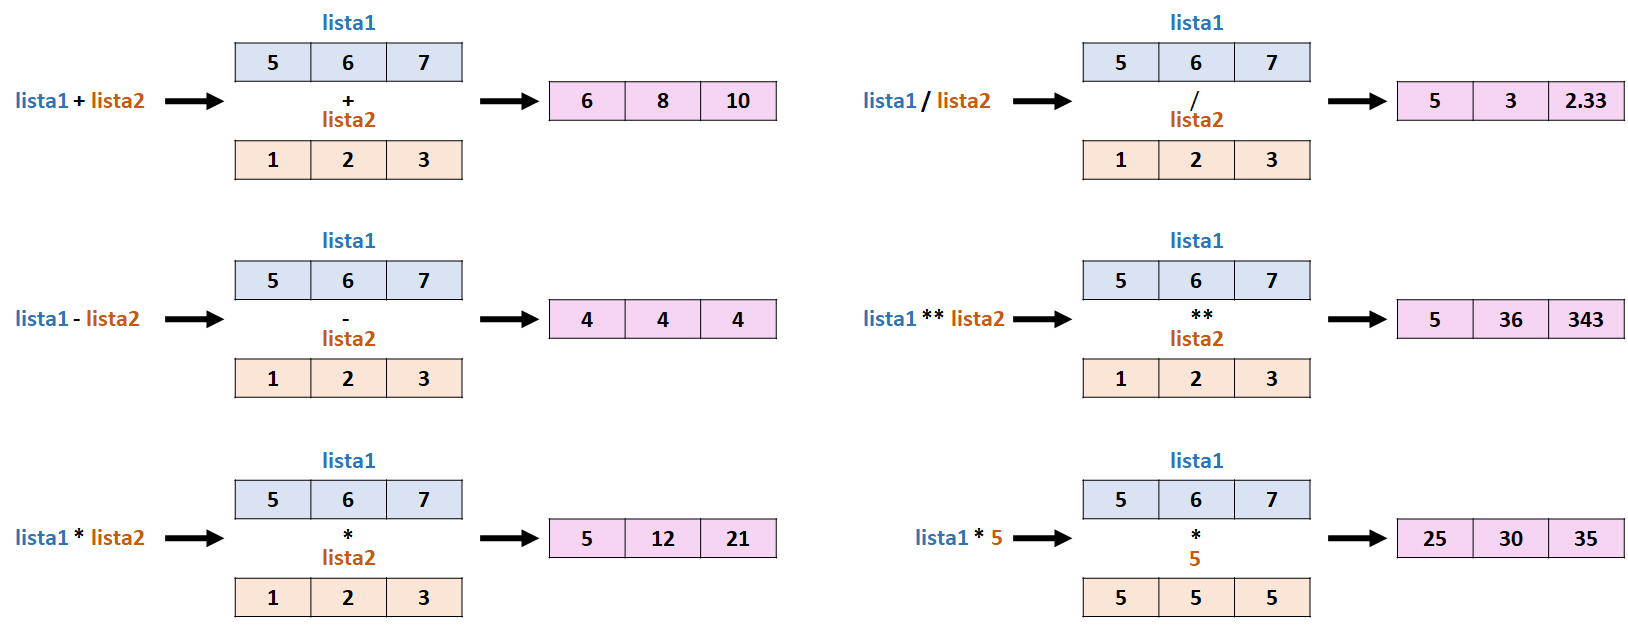 lista1
5 6 7
lista1 + lista2
+
6 8 10
lista2
1 2 3
lista1
5 6 7
lista1 / lista2
/
5 3 2.33
lista2
1 2 3
lista1
5 6 7
lista1 - lista2
-
4 4 4
lista2
1 2 3
lista1
5 6 7
lista1 ** lista2
**
5 36 343
lista2
1 2 3
lista1
5 6 7
lista1 * lista2
*
5 12 21
lista2
1 2 3
lista1
5 6 7
lista1 * 5
*
25 30 35
5
5 5 5